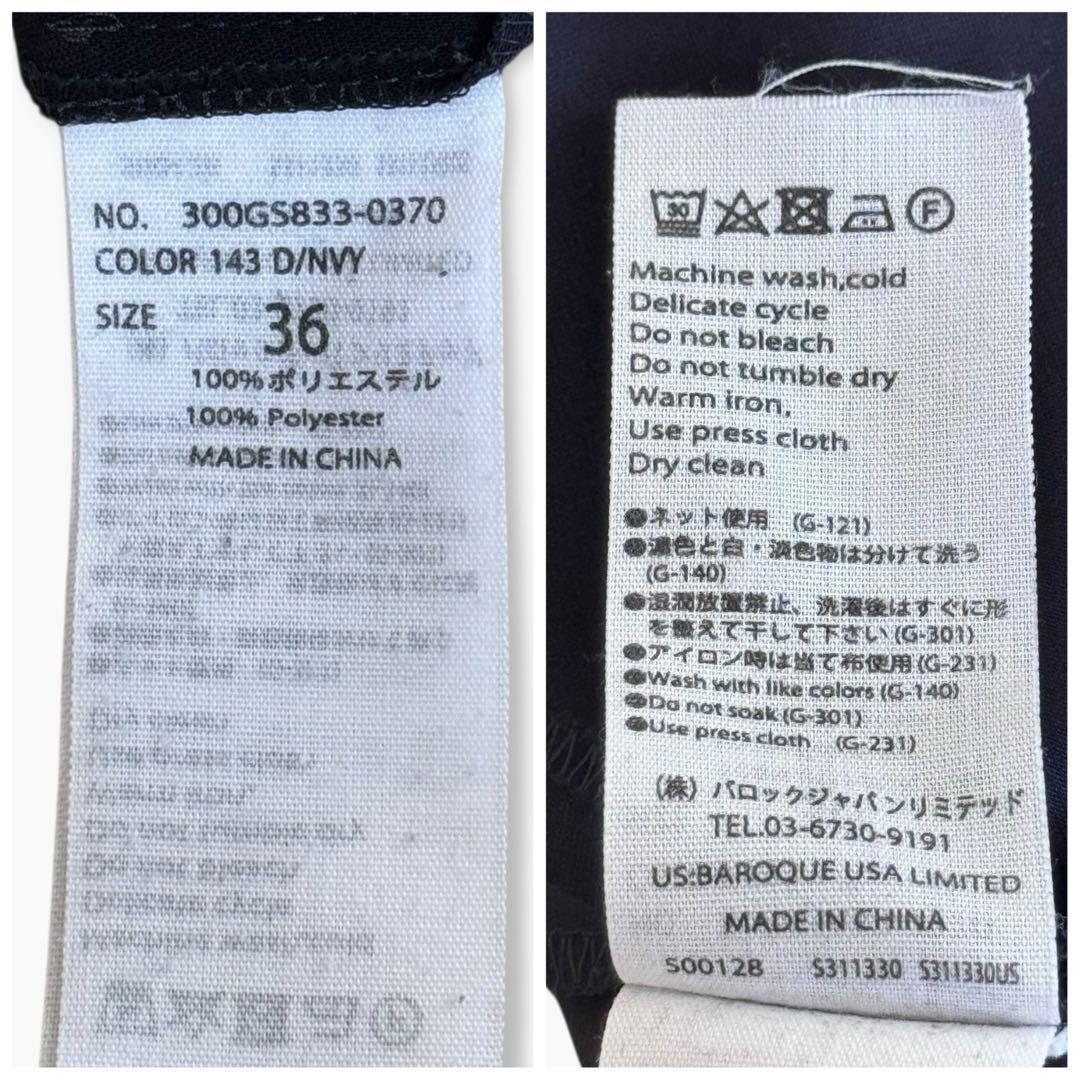 NO. 300GS833-0370
COLOR 143 D/NVY
SIZE 36
100%ポリエステル
100% Polyester
MADE IN CHINA
30
F
Machine wash,cold
Delicate cycle
Do not bleach
Do not tumble dry
Warm iron,
Use press cloth
Dry clean
●ネット使用 (G-121)
●濃色と白・淡色物は分けて洗う
(G-140)
●湿潤放置禁止、洗濯後はすぐに形
を整えて干して下さい(G-301)
●アイロン時は当て布使用(G-231)
●Wash with like colors (G-140)
●Do not soak(G-301)
●Use press cloth (G-231)
(株) バロックジャパンリミテッド
TEL.03-6730-9191
US:BAROQUE USA LIMITED
MADE IN CHINA
S00128 S311330 S311330US